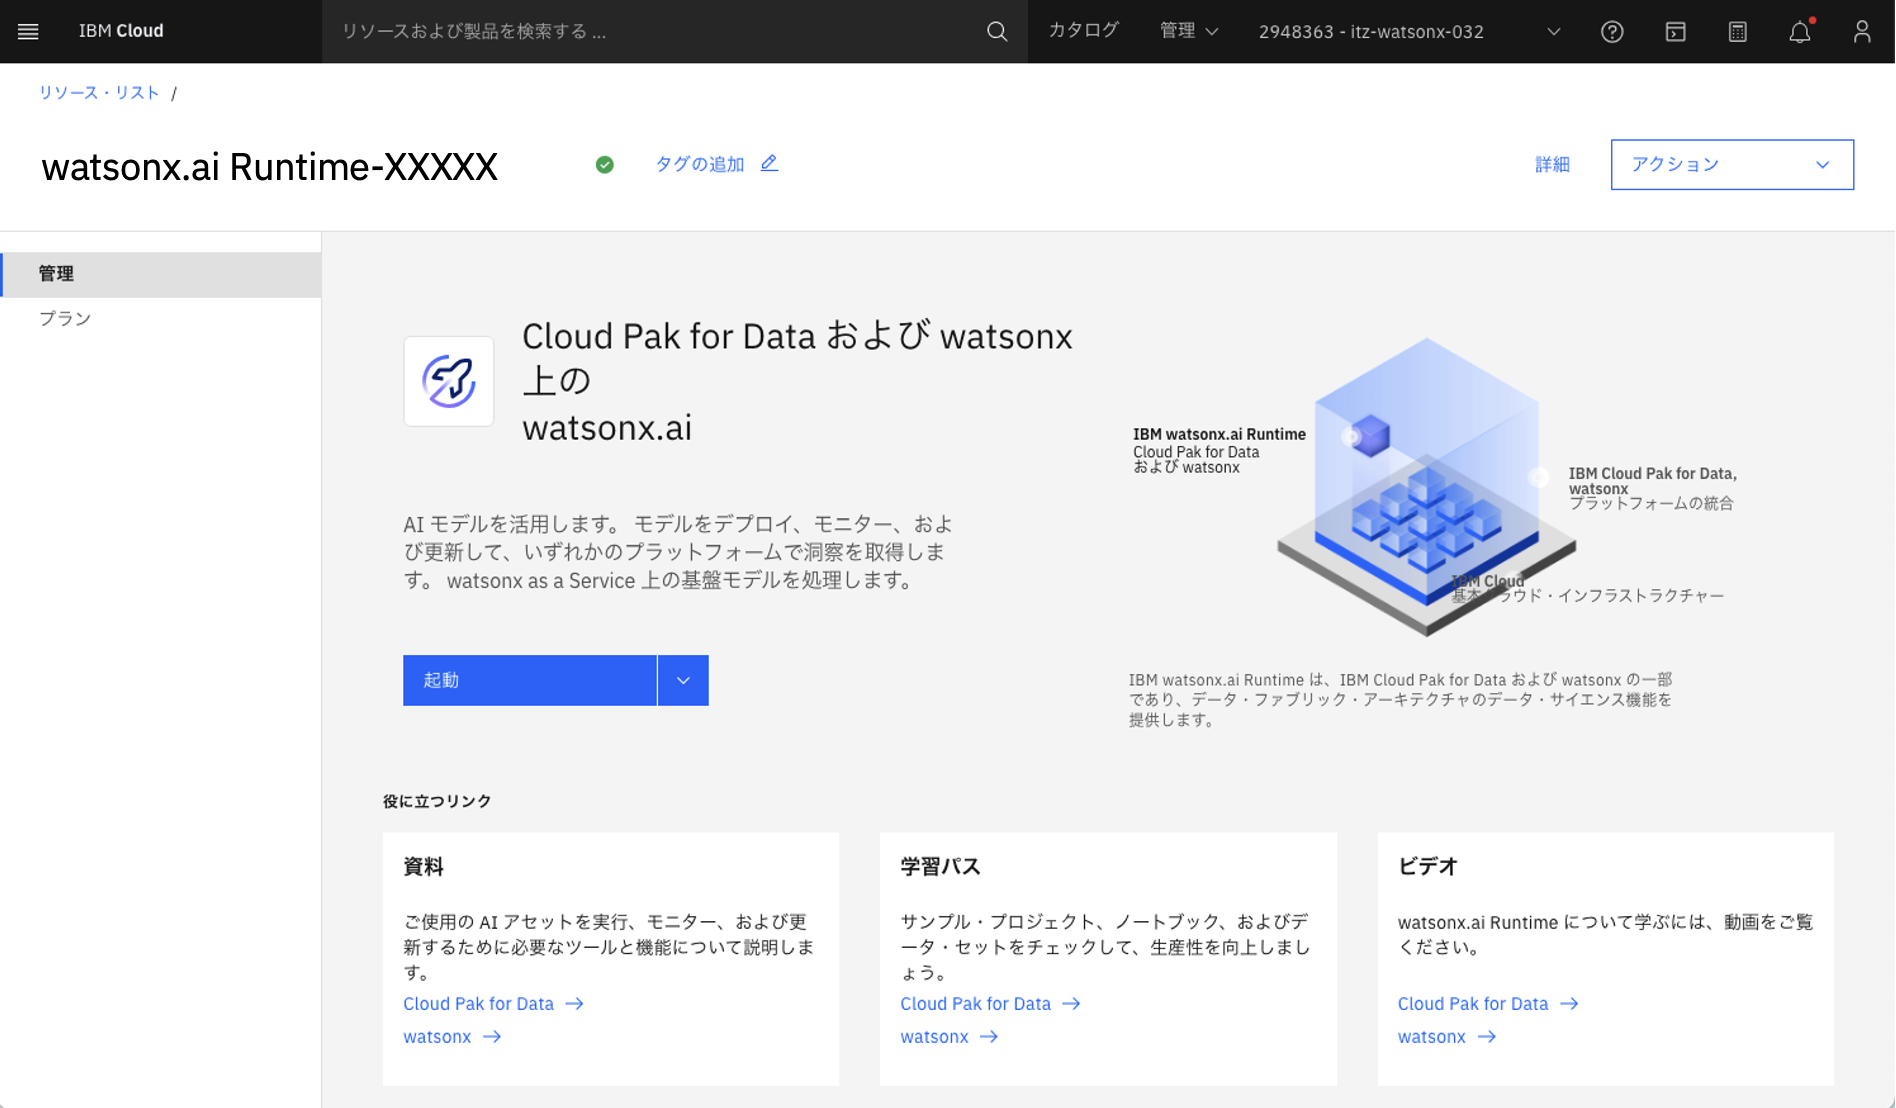 IBM Cloud
リソースおよび製品を検索する ...
カタログ
管理
2948363 - itz-watsonx-032
リソース・リスト /
watsonx.ai Runtime-XXXXX
タグの追加
詳細
アクション
管理
プラン
Cloud Pak for Data および watsonx
上の
watsonx.ai
AI モデルを活用します。 モデルをデプロイ、モニター、およ
び更新して、いずれかのプラットフォームで洞察を取得しま
す。 watsonx as a Service 上の基盤モデルを処理します。
起動
IBM watsonx.ai Runtime
Cloud Pak for Data
および watsonx
IBM Cloud Pak for Data,
watsonx
プラットフォームの統合
IBM Cloud
基本クラウド・インフラストラクチャー
IBM watsonx.ai Runtime は、IBM Cloud Pak for Data および watsonx の一部
であり、データ・ファブリック・アーキテクチャのデータ・サイエンス機能を
提供します。
役に立つリンク
資料
ご使用の AI アセットを実行、モニター、および更
新するために必要なツールと機能について説明しま
す。
Cloud Pak for Data →
watsonx →
学習パス
サンプル・プロジェクト、ノートブック、およびデ
ータ・セットをチェックして、生産性を向上しまし
ょう。
Cloud Pak for Data →
watsonx →
ビデオ
watsonx.ai Runtime について学ぶには、動画をご覧
ください。
Cloud Pak for Data →
watsonx →